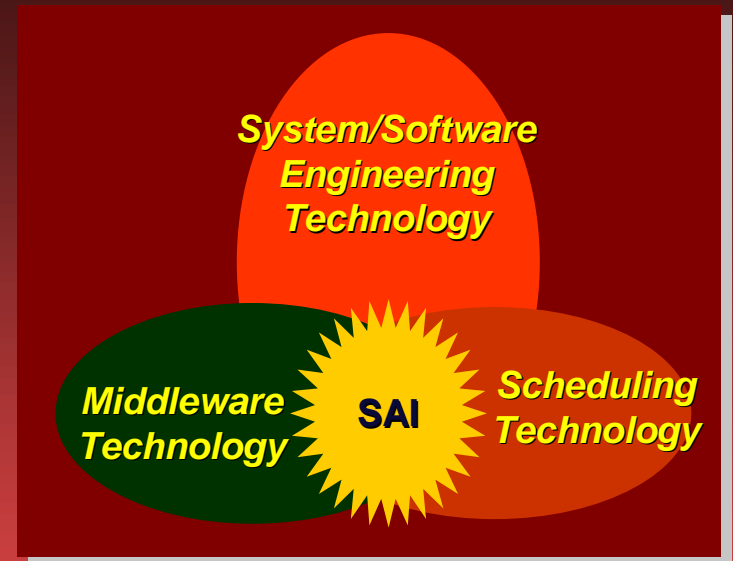 System/Software
Engineering
Technology
Middleware
Technology
SAI
Scheduling
Technology